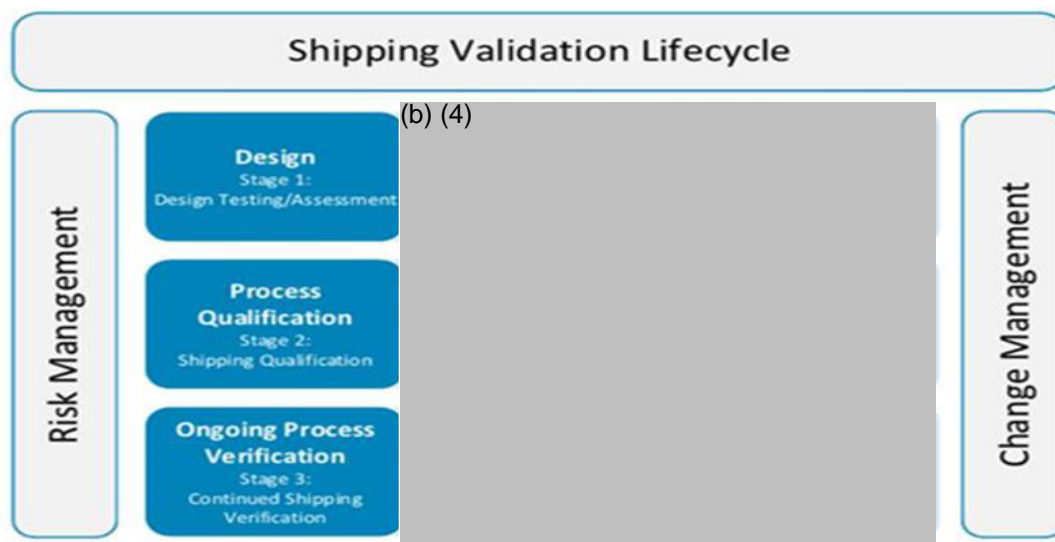 Shipping Validation Lifecycle
Risk Management
Design
Stage 1:
Design Testing/Assessment
Process
Qualification
Stage 2:
Shipping Qualification
Ongoing Process
Verification
Stage 3:
Continued Shipping
Verification
(b) (4)
Change Management